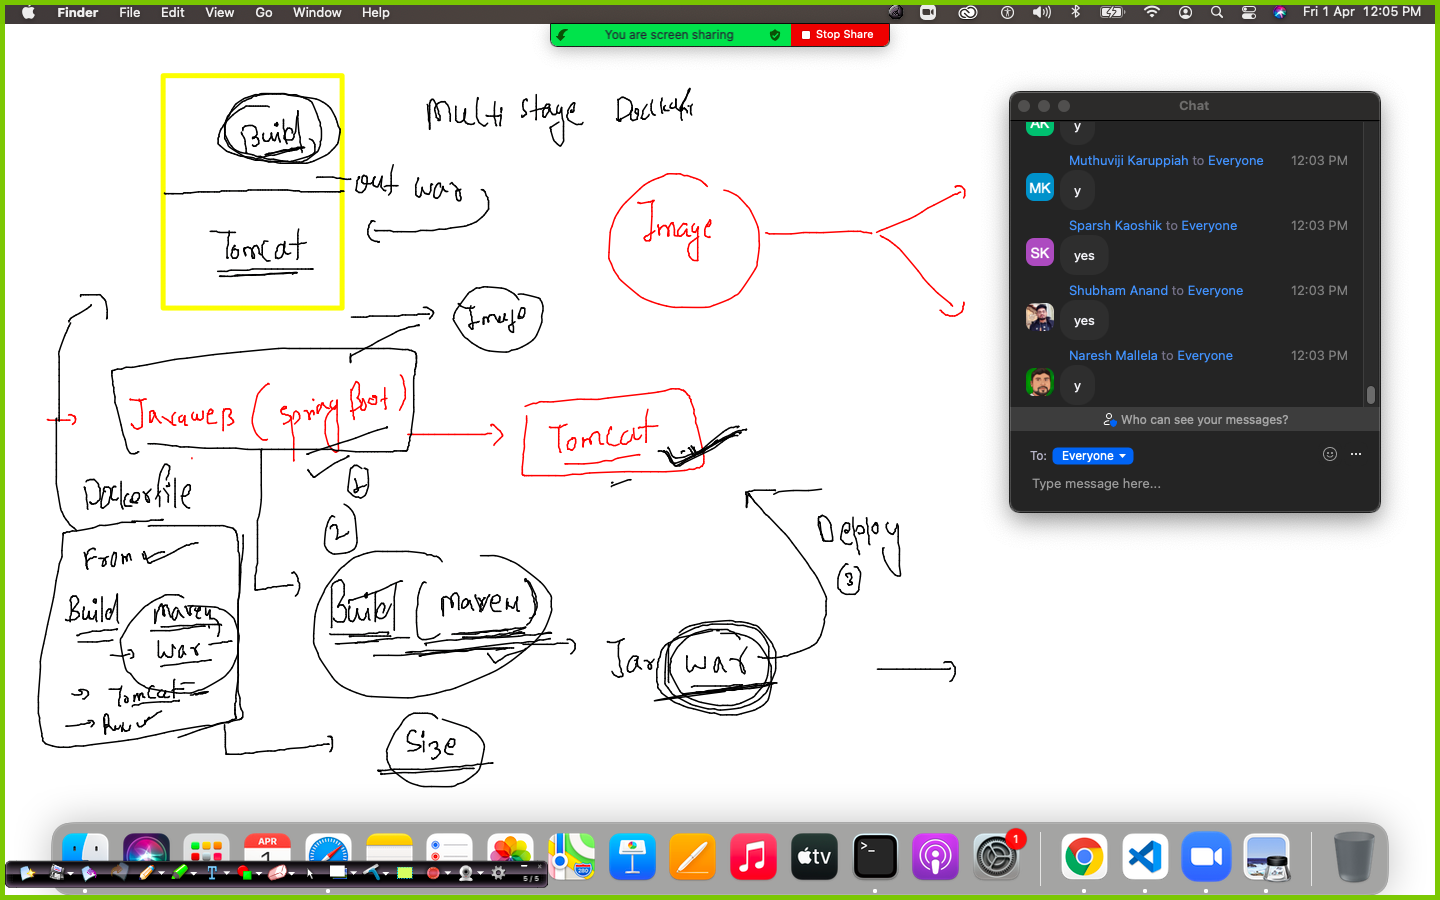 Finder File Edit View Go Window Help
Fri 1 Apr 12:05 PM
You are screen sharing
Stop Share
Build
out war
Tomcat
Multi Stage
Image
Image
Javaweb (spring Boot)
Tomcat
1
Dockerfile
2
From
Build maven
war
Tomcat
Run
Build (maven)
Jar war
Deploy
3
Size
Chat
AK
y
Muthuviji Karuppiah to Everyone 12:03 PM
MK
y
Sparsh Kaoshik to Everyone 12:03 PM
SK
yes
Shubham Anand to Everyone 12:03 PM
yes
Naresh Mallela to Everyone 12:03 PM
y
Who can see your messages?
To: Everyone
Type message here...
APR
1
280
tv
>_
1
T
5/5